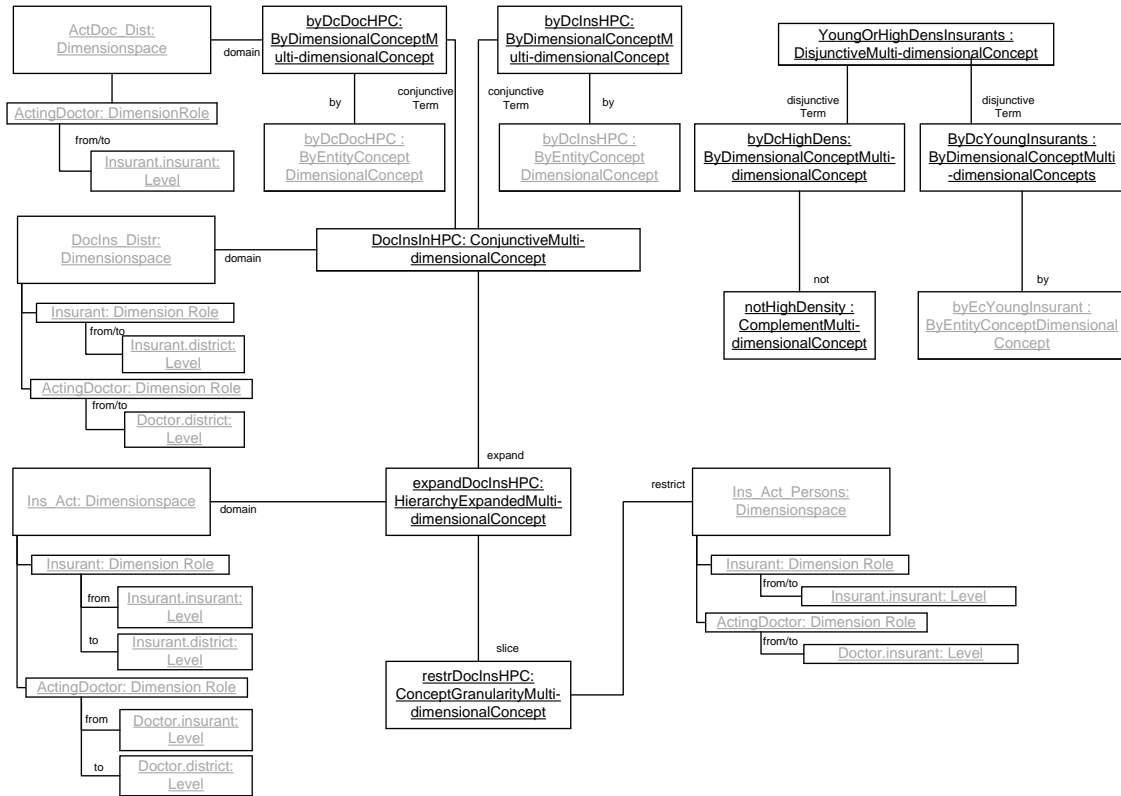 ActDoc_Dist:
Dimensionspace
domain
byDcDocHPC:
ByDimensionalConceptM
ulti-dimensionalConcept
byDcInsHPC:
ByDimensionalConceptM
ulti-dimensionalConcept
YoungOrHighDensInsurants :
DisjunctiveMulti-dimensionalConcept
by
conjunctive
Term
conjunctive
Term
by
disjunctive
Term
disjunctive
Term
ActingDoctor: DimensionRole
from/to
Insurant.insurant:
Level
byDcDocHPC :
ByEntityConcept
DimensionalConcept
byDcInsHPC :
ByEntityConcept
DimensionalConcept
byDcHighDens:
ByDimensionalConceptMulti-
dimensionalConcept
ByDcYoungInsurants :
ByDimensionalConceptMulti
-dimensionalConcepts
DocIns_Distr:
Dimensionspace
domain
DocInsInHPC: ConjunctiveMulti-
dimensionalConcept
not
by
Insurant: Dimension Role
from/to
Insurant.district:
Level
ActingDoctor: Dimension Role
from/to
Doctor.district:
Level
notHighDensity :
ComplementMulti-
dimensionalConcept
byEcYoungInsurant :
ByEntityConceptDimensional
Concept
expand
Ins_Act: Dimensionspace
domain
expandDocInsHPC:
HierarchyExpandedMulti-
dimensionalConcept
restrict
Ins_Act_Persons:
Dimensionspace
Insurant: Dimension Role
from
Insurant.insurant:
Level
to
Insurant.district:
Level
Insurant: Dimension Role
from/to
Insurant.insurant: Level
ActingDoctor: Dimension Role
from/to
Doctor.insurant: Level
slice
restrDocInsHPC:
ConceptGranularityMulti-
dimensionalConcept
ActingDoctor: Dimension Role
from
Doctor.insurant:
Level
to
Doctor.district:
Level